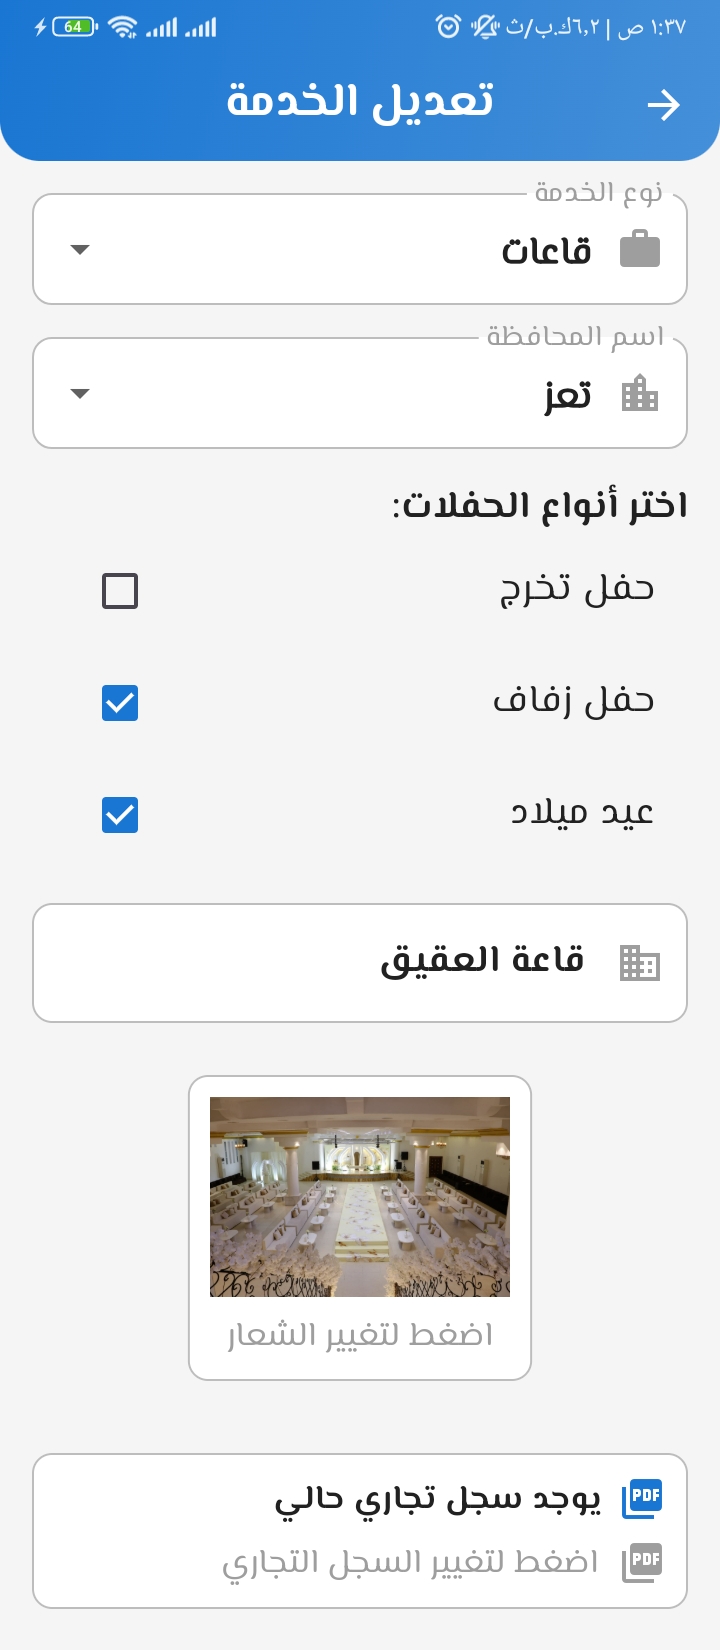 ١:٣٧ ص | ٦,٢ك.ب/ث
64
تعديل الخدمة
نوع الخدمة
قاعات
اسم المحافظة
تعز
اختر أنواع الحفلات:
حفل تخرج
حفل زفاف
عيد ميلاد
قاعة العقيق
اضغط لتغيير الشعار
PDF يوجد سجل تجاري حالي
PDF اضغط لتغيير السجل التجاري